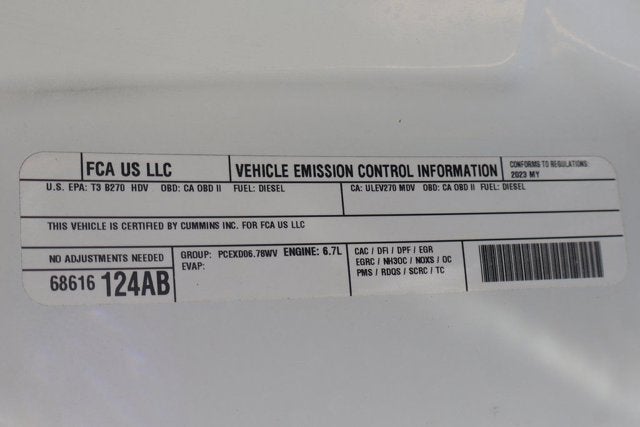 FCA US LLC
VEHICLE EMISSION CONTROL INFORMATION
CONFORMS TO REGULATIONS:
2023 MY
U.S. EPA: T3 B270 HDV OBD: CA OBD II FUEL: DIESEL
CA: ULEV270 MDV OBD: CA OBD II FUEL: DIESEL
THIS VEHICLE IS CERTIFIED BY CUMMINS INC. FOR FCA US LLC
NO ADJUSTMENTS NEEDED
68616 124AB
GROUP: PCEXD06.78WV ENGINE: 6.7L
EVAP:
CAC / DFI / DPF / EGR
EGRC / NH3OC / NOXS / OC
PMS / RDQS / SCRC / TC